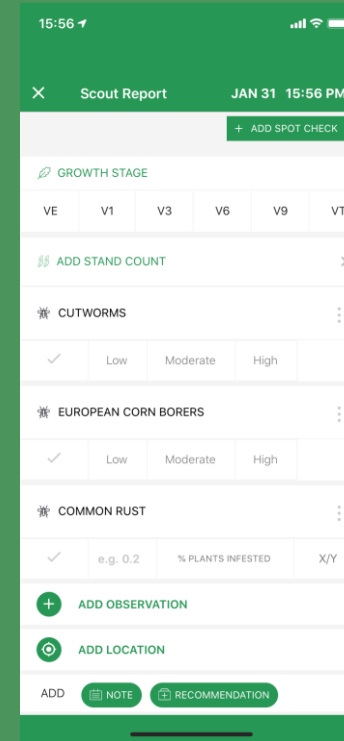 15:56
Scout Report JAN 31 15:56 PM
+ ADD SPOT CHECK
GROWTH STAGE
VE V1 V3 V6 V9 VT
ADD STAND COUNT
CUTWORMS
Low Moderate High
EUROPEAN CORN BORERS
Low Moderate High
COMMON RUST
e.g. 0.2 % PLANTS INFESTED X/Y
ADD OBSERVATION
ADD LOCATION
ADD NOTE RECOMMENDATION